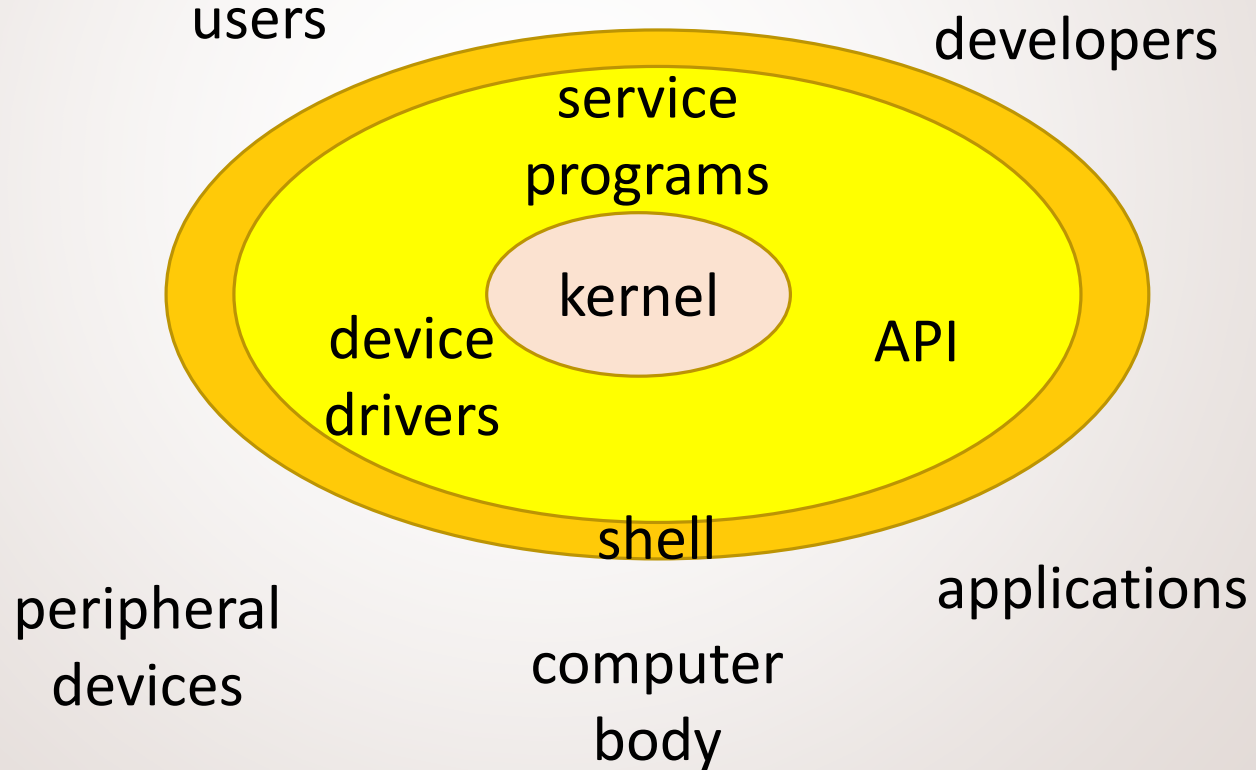 users
developers
service
programs
kernel
device
drivers
API
shell
peripheral
devices
applications
computer
body